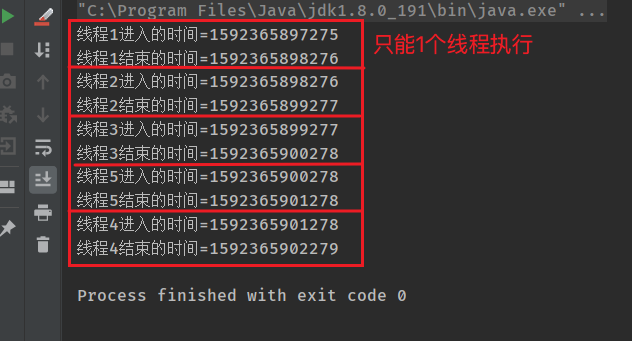 "C:\Program Files\Java\jdk1.8.0_191\bin\java.exe" ...
线程1进入的时间=1592365897275
只能1个线程执行
线程1结束的时间=1592365898276
线程2进入的时间=1592365898276
线程2结束的时间=1592365899277
线程3进入的时间=1592365899277
线程3结束的时间=1592365900278
线程5进入的时间=1592365900278
线程5结束的时间=1592365901278
线程4进入的时间=1592365901278
线程4结束的时间=1592365902279
Process finished with exit code 0